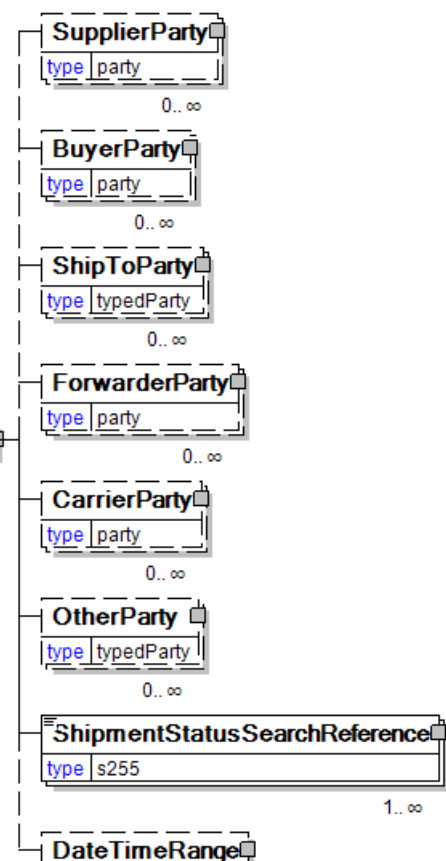 SupplierParty
type party
0.. ∞
BuyerParty
type party
0.. ∞
ShipToParty
type typedParty
0.. ∞
ForwarderParty
type party
0.. ∞
CarrierParty
type party
0.. ∞
OtherParty
type typedParty
0.. ∞
ShipmentStatusSearchReference
type s255
1.. ∞
DateTimeRange